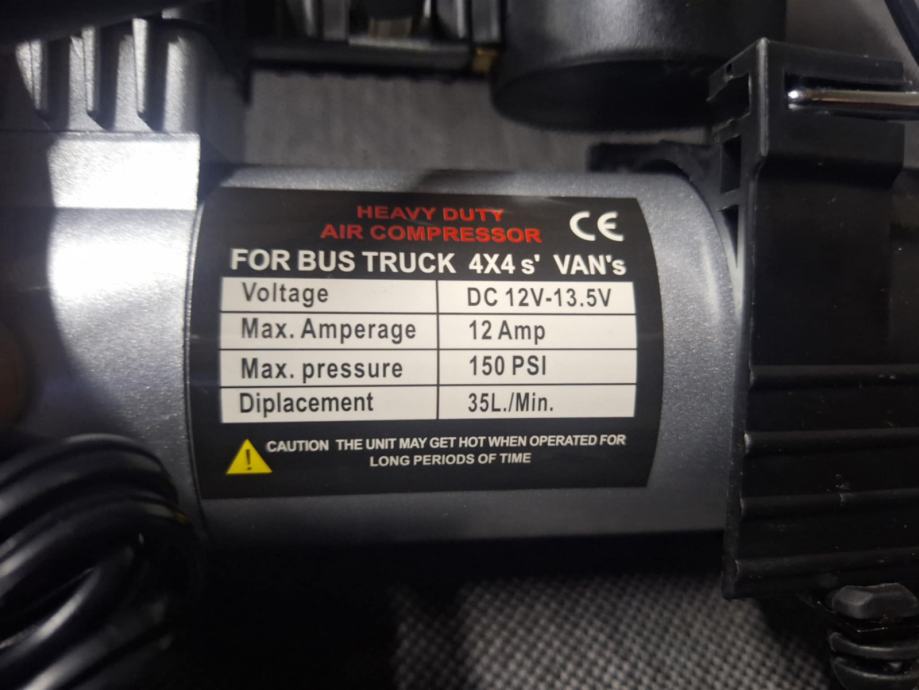 HEAVY DUTY
AIR COMPRESSOR
CE
FOR BUS TRUCK 4X4 s' VAN's
Voltage DC 12V-13.5V
Max. Amperage 12 Amp
Max. pressure 150 PSI
Diplacement 35L./Min.
CAUTION THE UNIT MAY GET HOT WHEN OPERATED FOR
LONG PERIODS OF TIME